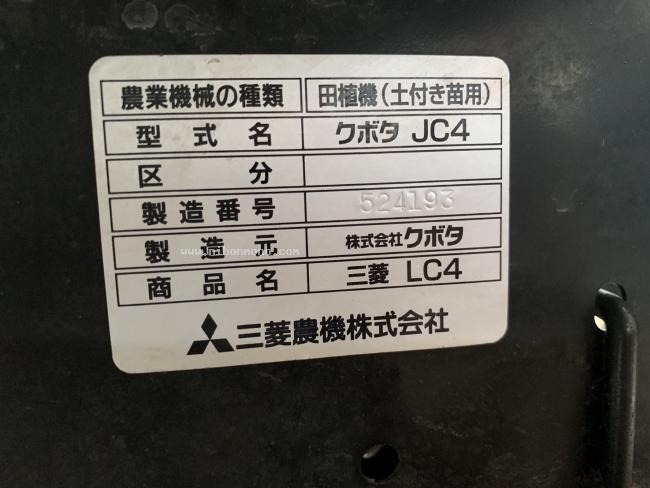 農業機械の種類 田植機(土付き苗用)
型式名 クボタ JC4
区分
製造番号 524193
製造元 株式会社クボタ
商品名 三菱 LC4
三菱農機株式会社